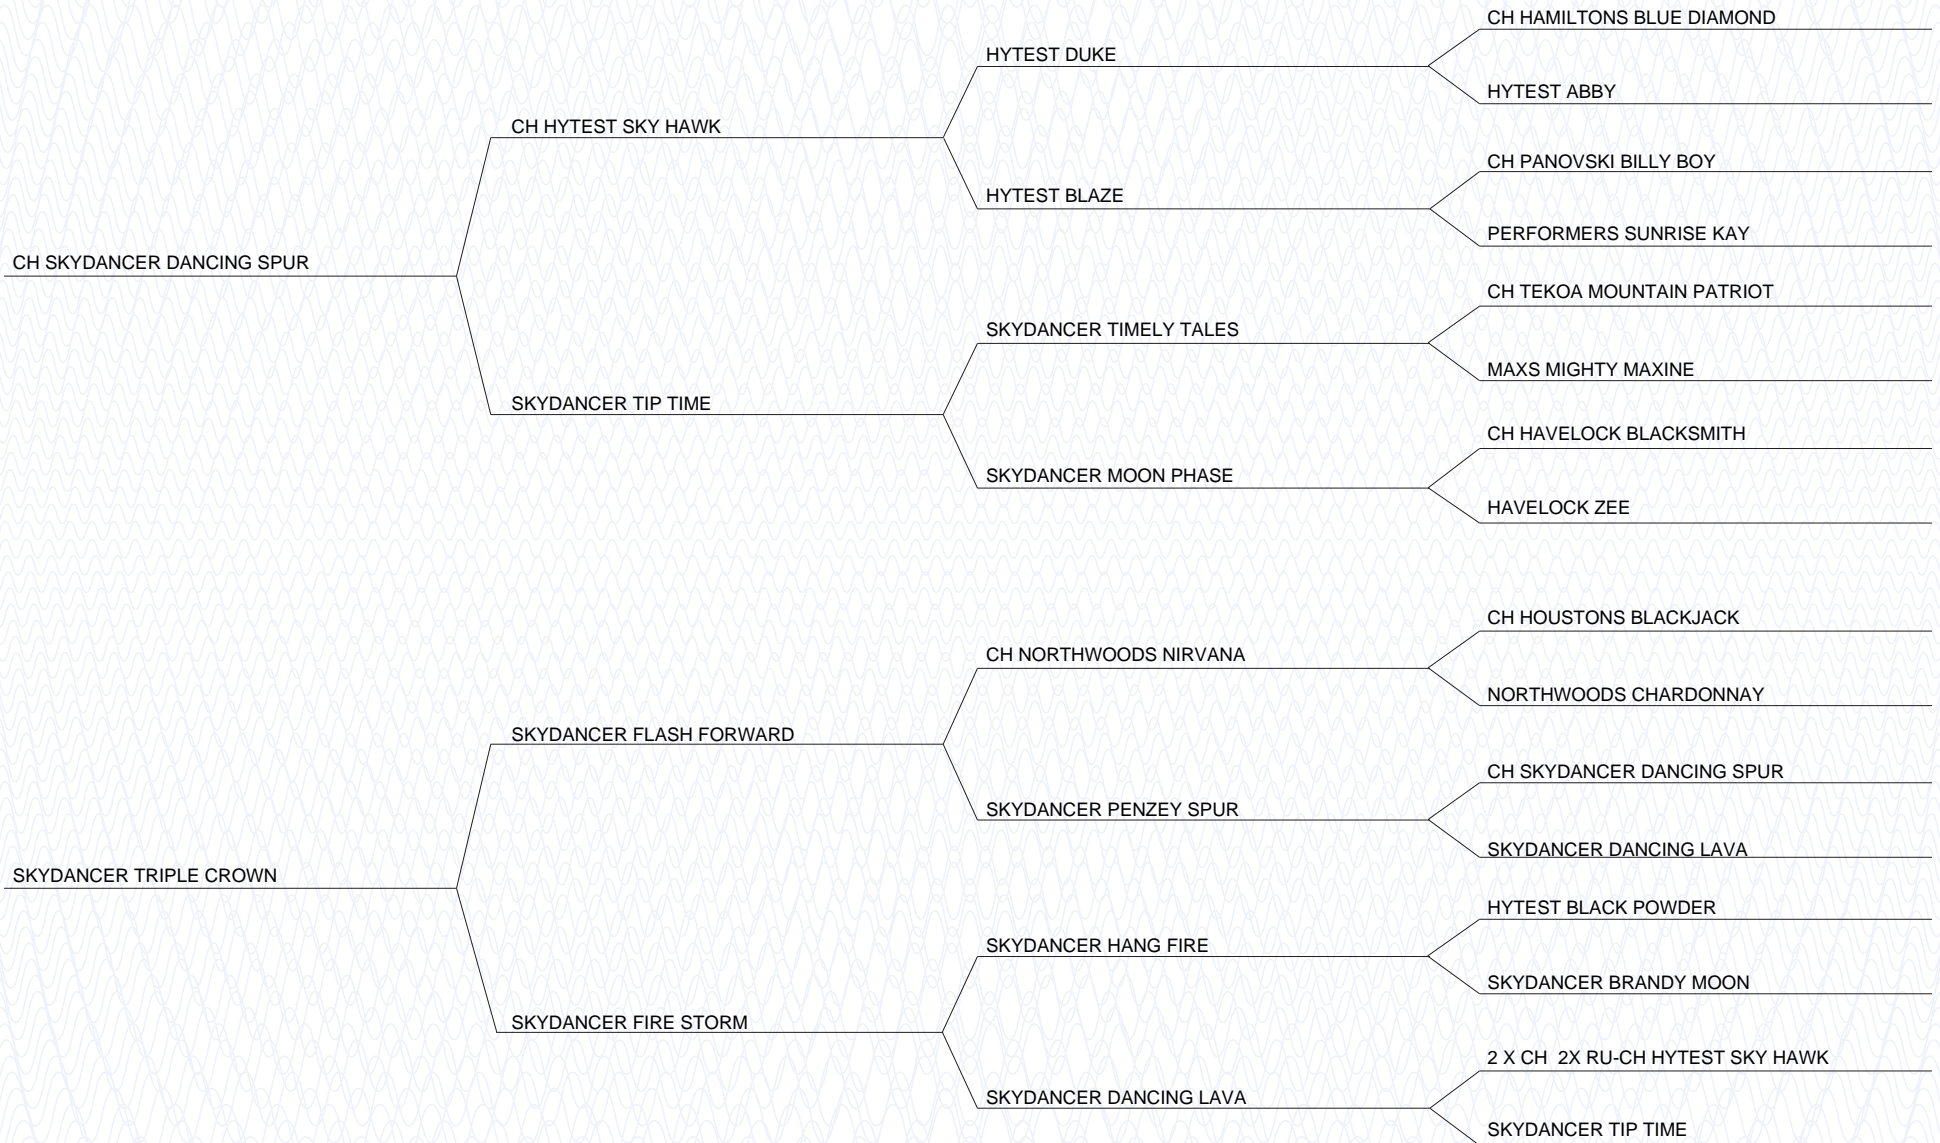 CH HAMILTONS BLUE DIAMOND
HYTEST DUKE
HYTEST ABBY
CH HYTEST SKY HAWK
CH PANOVSKI BILLY BOY
HYTEST BLAZE
PERFORMERS SUNRISE KAY
CH SKYDANCER DANCING SPUR
CH TEKOA MOUNTAIN PATRIOT
SKYDANCER TIMELY TALES
MAXS MIGHTY MAXINE
SKYDANCER TIP TIME
CH HAVELOCK BLACKSMITH
SKYDANCER MOON PHASE
HAVELOCK ZEE
CH HOUSTONS BLACKJACK
CH NORTHWOODS NIRVANA
NORTHWOODS CHARDONNAY
SKYDANCER FLASH FORWARD
CH SKYDANCER DANCING SPUR
SKYDANCER PENZEY SPUR
SKYDANCER DANCING LAVA
SKYDANCER TRIPLE CROWN
HYTEST BLACK POWDER
SKYDANCER HANG FIRE
SKYDANCER BRANDY MOON
SKYDANCER FIRE STORM
2 X CH  2X RU-CH HYTEST SKY HAWK
SKYDANCER DANCING LAVA
SKYDANCER TIP TIME